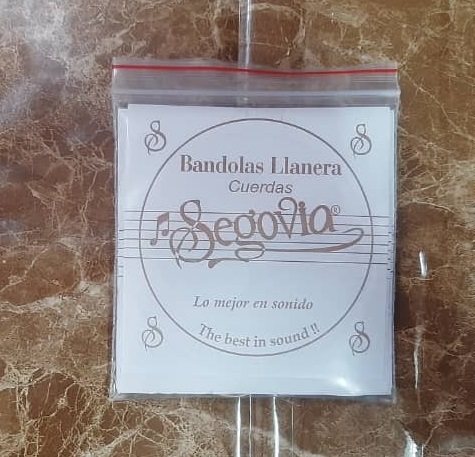 S S
Bandolas Llanera
Cuerdas
Segovia®
Lo mejor en sonido
The best in sound !!
S S